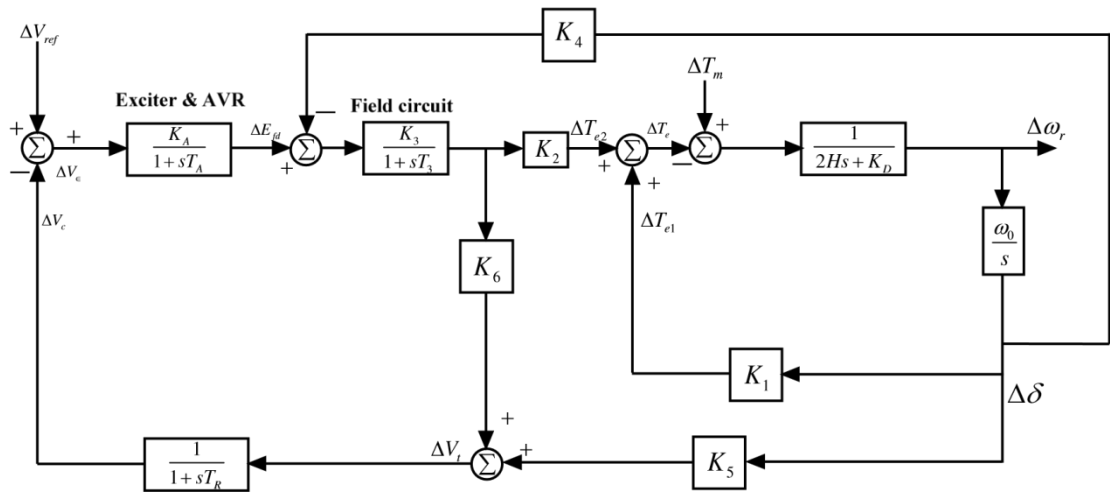 ΔV_ref
K_4
ΔT_m
Exciter & AVR
Field circuit
+
+
K_A
1 + sT_A
ΔE_fd
−
+
K_3
1 + sT_3
K_2
ΔT_e2
+
ΔT_e
−
+
1
2Hs + K_D
Δω_r
−
ΔV_e
ΔV_c
+
ΔT_e1
ω_0
s
K_6
K_1
Δδ
+
+
1
1 + sT_R
ΔV_t
K_5
Σ
Σ
Σ
Σ
Σ